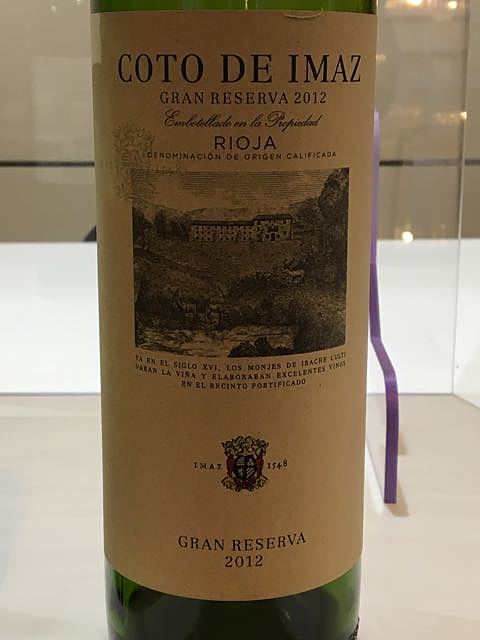 COTO DE IMAZ
GRAN RESERVA 2012
Embotellado en la Propiedad
RIOJA
DENOMINACIÓN DE ORIGEN CALIFICADA
YA EN EL SIGLO XVI, LOS MONJES DE IRACHE CULTI
VABAN LA VIÑA Y ELABORABAN EXCELENTES VINOS
EN EL RECINTO FORTIFICADO
IMAZ 1548
GRAN RESERVA
2012